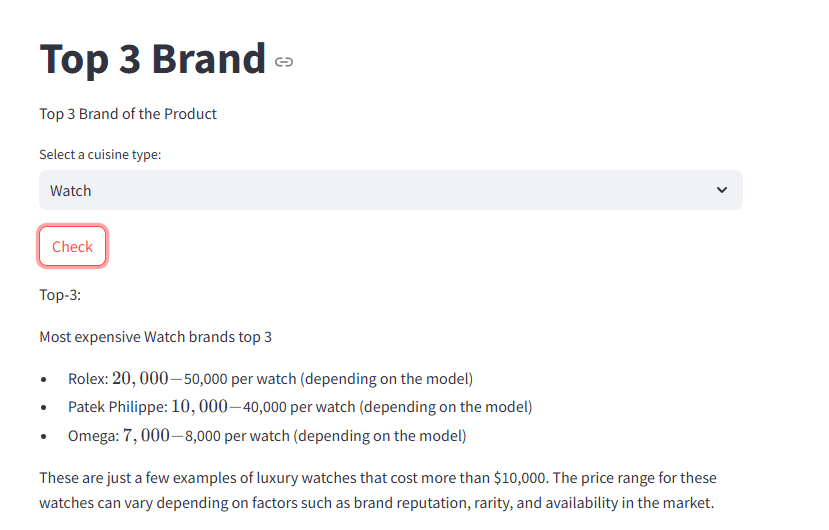 Top 3 Brand
Top 3 Brand of the Product
Select a cuisine type:
Watch
Check
Top-3:
Most expensive Watch brands top 3
• Rolex: 20,000−50,000 per watch (depending on the model)
• Patek Philippe: 10,000−40,000 per watch (depending on the model)
• Omega: 7,000−8,000 per watch (depending on the model)
These are just a few examples of luxury watches that cost more than $10,000. The price range for these
watches can vary depending on factors such as brand reputation, rarity, and availability in the market.